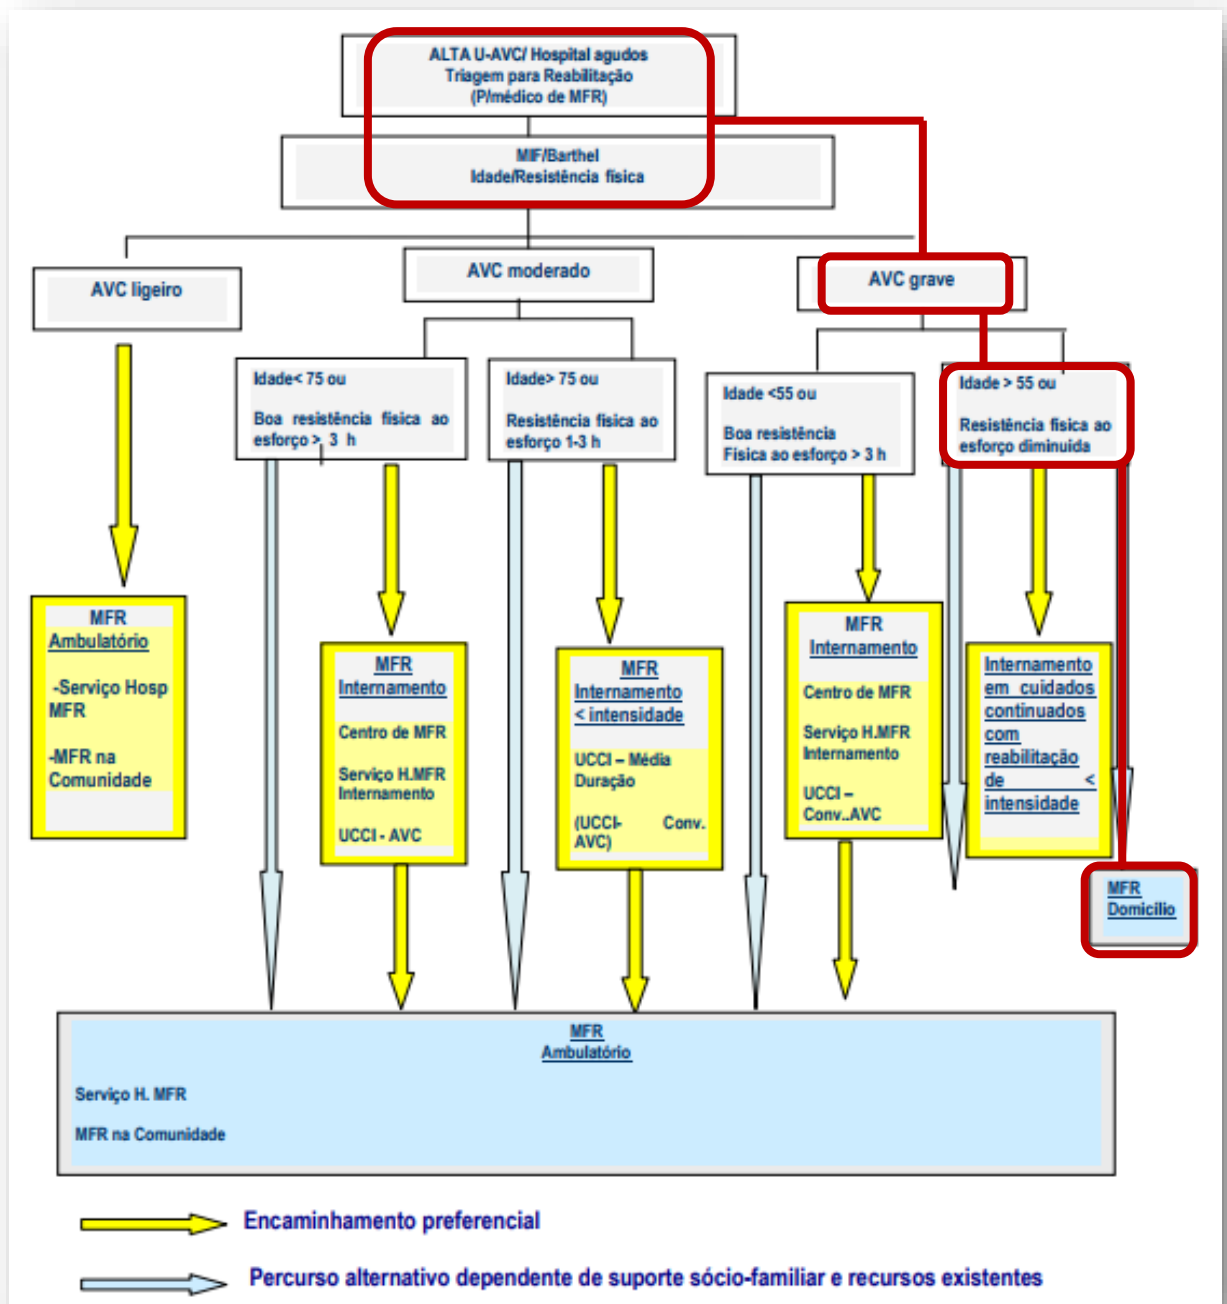 ALTA U-AVC/ Hospital agudos
Triagem para Reabilitação
(P/médico de MFR)
MIF/Barthel
Idade/Resistência física
AVC ligeiro
AVC moderado
AVC grave
Idade< 75 ou
Boa resistência física ao
esforço > 3 h
Idade> 75 ou
Resistência física ao
esforço 1-3 h
Idade <55 ou
Boa resistência
Fisica ao esforço > 3 h
Idade > 55 ou
Resistência física ao
esforço diminuida
MFR
Ambulatório
-Serviço Hosp
MFR
-MFR na
Comunidade
MFR
Internamento
Centro de MFR
Serviço H.MFR
Internamento
UCCI - AVC
MFR
Internamento
< intensidade
UCCI – Média
Duração
(UCCI- Conv.
AVC)
MFR
Internamento
Centro de MFR
Serviço H.MFR
Internamento
UCCI –
Conv..AVC
Internamento
em cuidados
continuados
com
reabilitação
de <
intensidade
MFR
Domicílio
MFR
Ambulatório
Serviço H. MFR
MFR na Comunidade
Encaminhamento preferencial
Percurso alternativo dependente de suporte sócio-familiar e recursos existentes